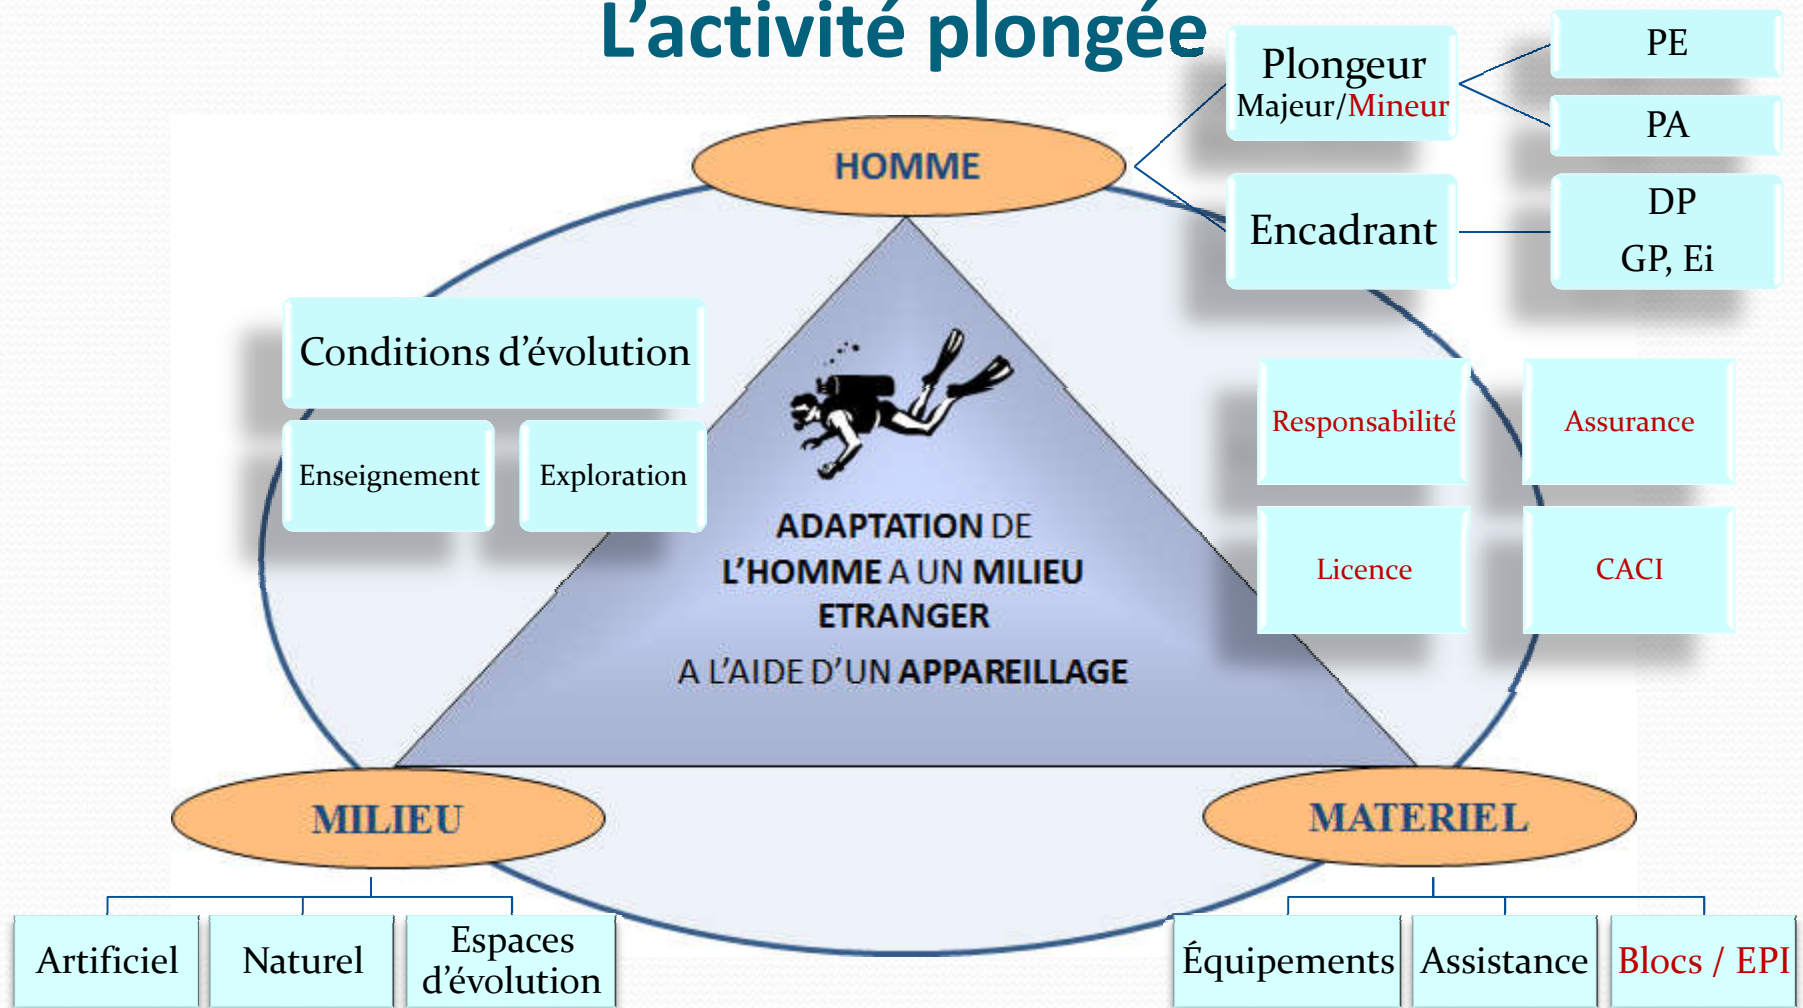 L'activité plongée
Plongeur
Majeur/Mineur
PE
PA
HOMME
Encadrant
DP
GP, Ei
Conditions d'évolution
Enseignement
Exploration
Responsabilité
Assurance
Licence
CACI
ADAPTATION DE
L'HOMME A UN MILIEU
ETRANGER
A L'AIDE D'UN APPAREILLAGE
MILIEU
MATERIEL
Artificiel
Naturel
Espaces
d'évolution
Équipements
Assistance
Blocs / EPI